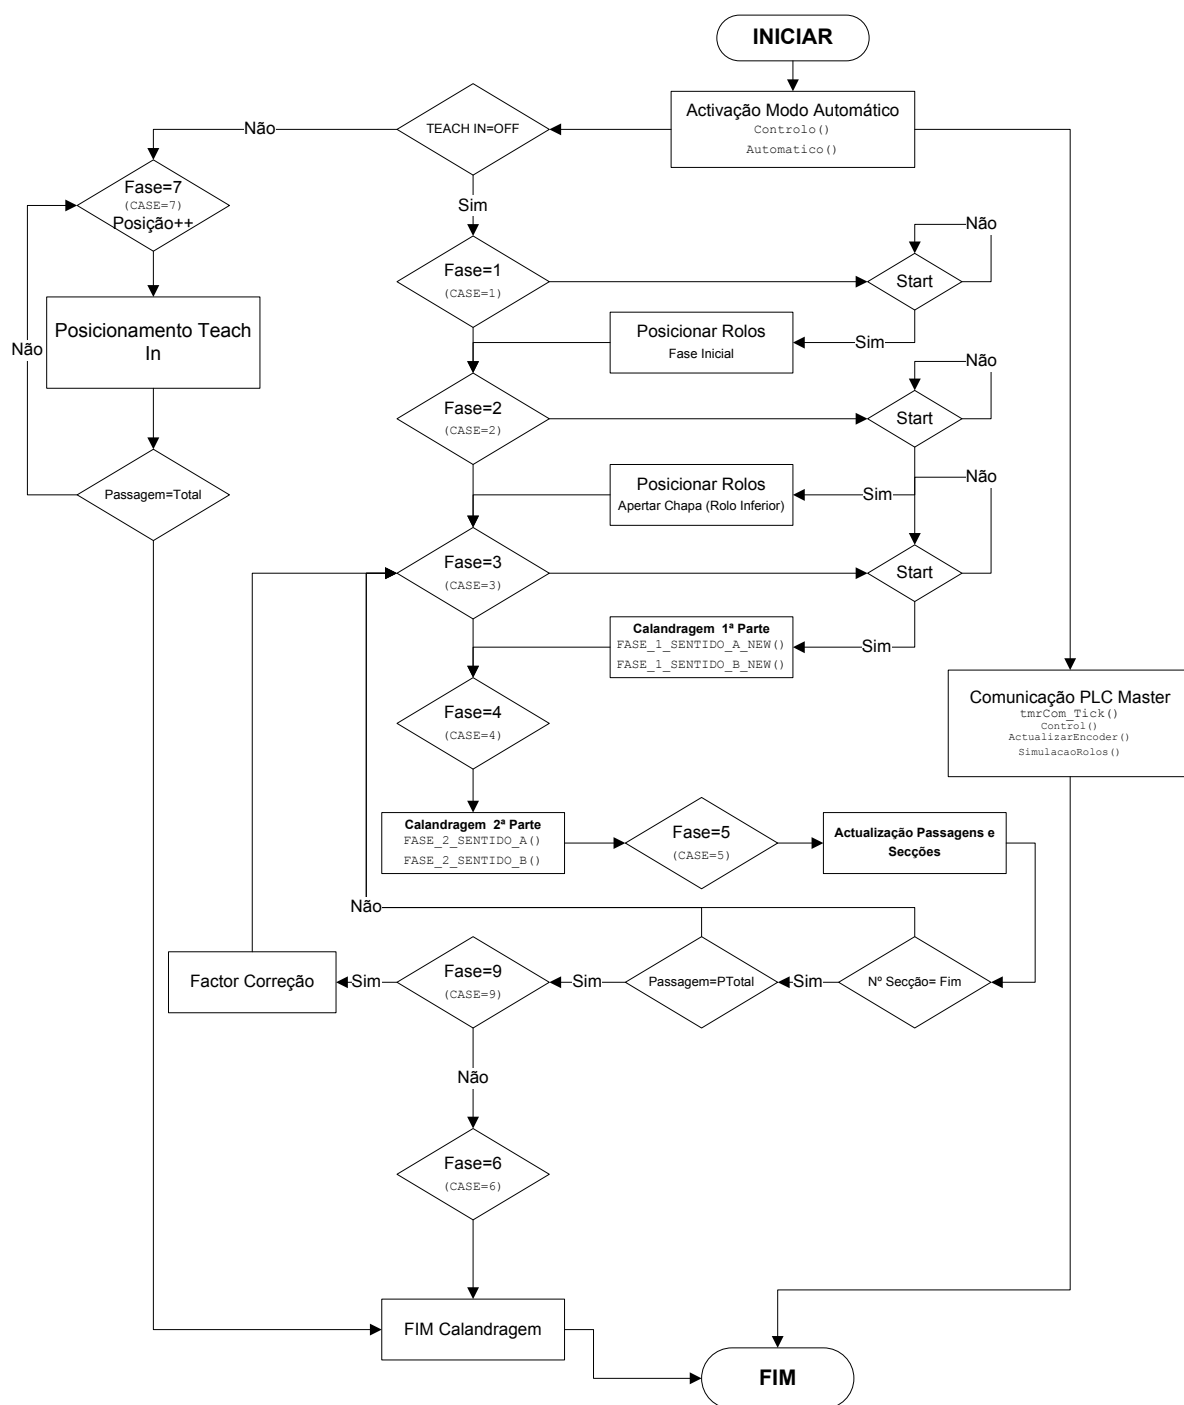 INICIAR
Activação Modo Automático
Controlo()
Automatico()
TEACH IN=OFF
Não
Fase=7
(CASE=7)
Posição++
Sim
Não
Fase=1
(CASE=1)
Start
Posicionamento Teach
In
Não
Posicionar Rolos
Fase Inicial
Sim
Não
Fase=2
(CASE=2)
Start
Passagem=Total
Posicionar Rolos
Apertar Chapa (Rolo Inferior)
Sim
Não
Fase=3
(CASE=3)
Start
Calandragem 1ª Parte
FASE_1_SENTIDO_A_NEW()
FASE_1_SENTIDO_B_NEW()
Sim
Fase=4
(CASE=4)
Comunicação PLC Master
tmrCom_Tick()
Control()
ActualizarEncoder()
SimulacaoRolos()
Calandragem 2ª Parte
FASE_2_SENTIDO_A()
FASE_2_SENTIDO_B()
Fase=5
(CASE=5)
Actualização Passagens e
Secções
Não
Factor Correção
Sim
Fase=9
(CASE=9)
Sim
Passagem=PTotal
Sim
Nº Secção= Fim
Não
Fase=6
(CASE=6)
FIM Calandragem
FIM